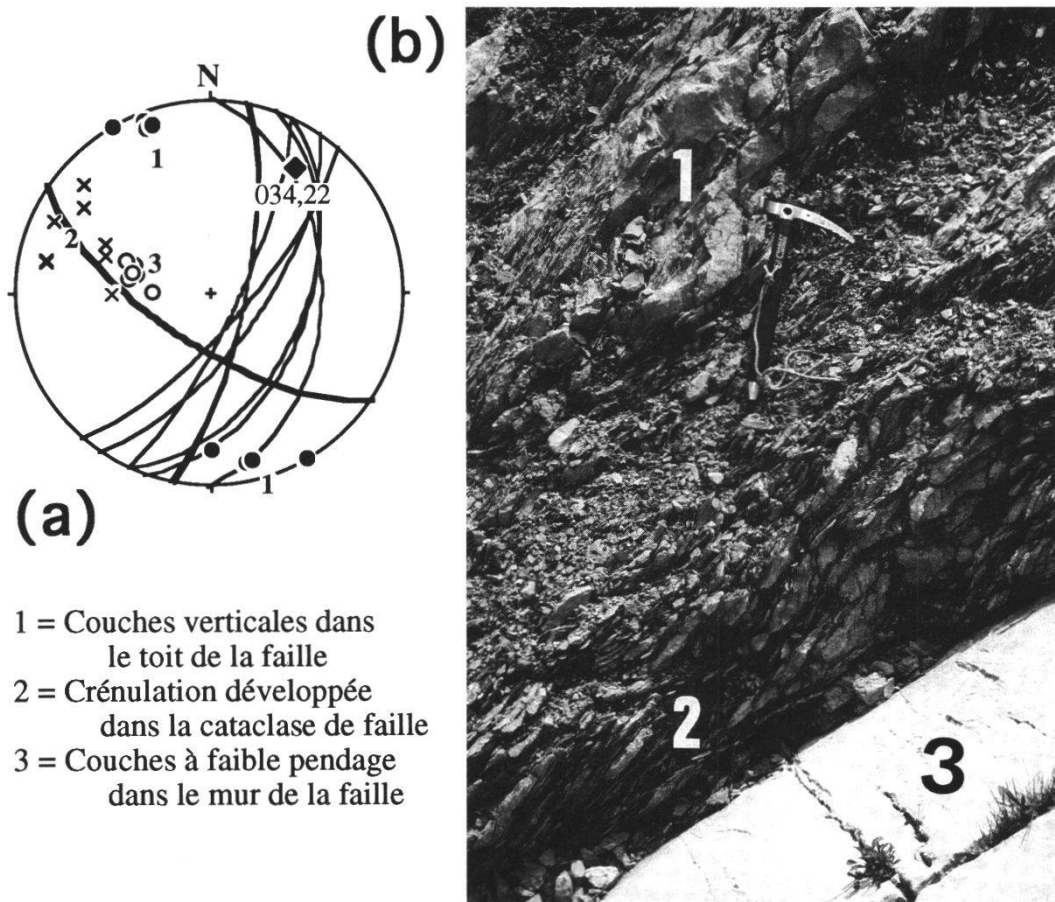 (b)
N
1
034,22
2
3
1
(a)
1 = Couches verticales dans
le toit de la faille
2 = Crénulation développée
dans la cataclase de faille
3 = Couches à faible pendage
dans le mur de la faille
1
2
3